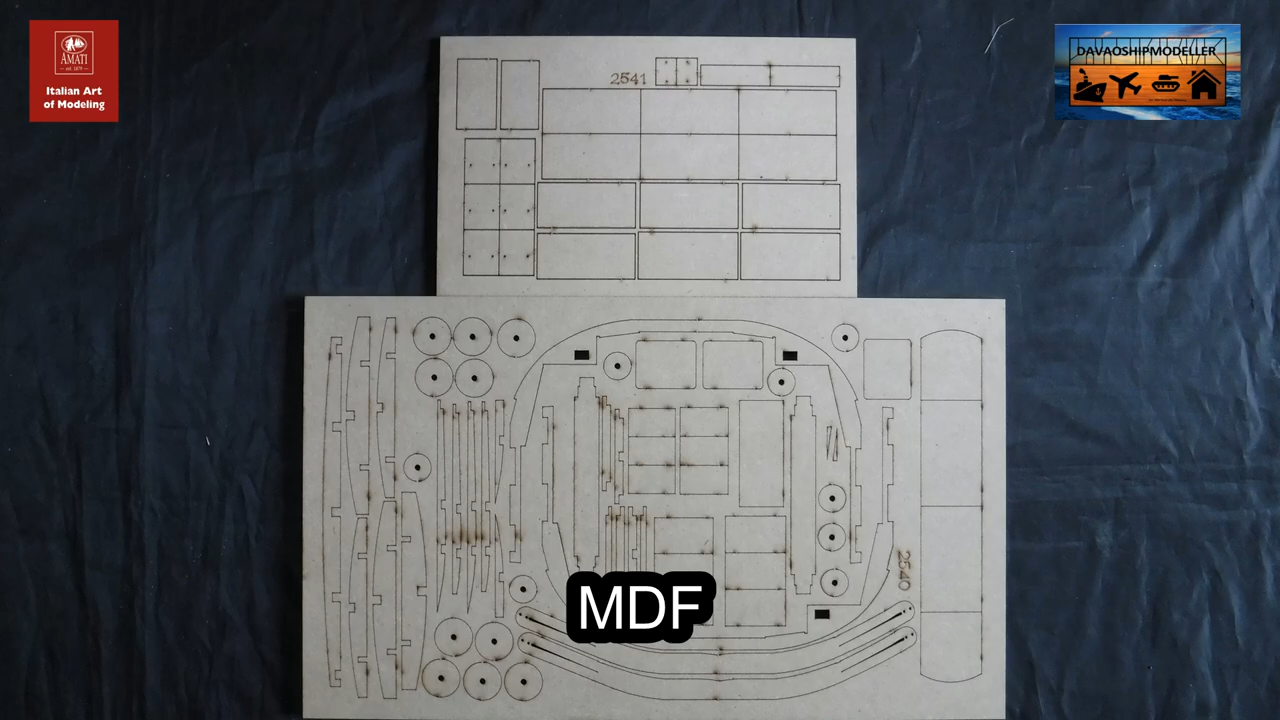 AMATI
est. 1879
Italian Art
of Modeling
2541
DAVAOSHIPMODELLER
2540
MDF